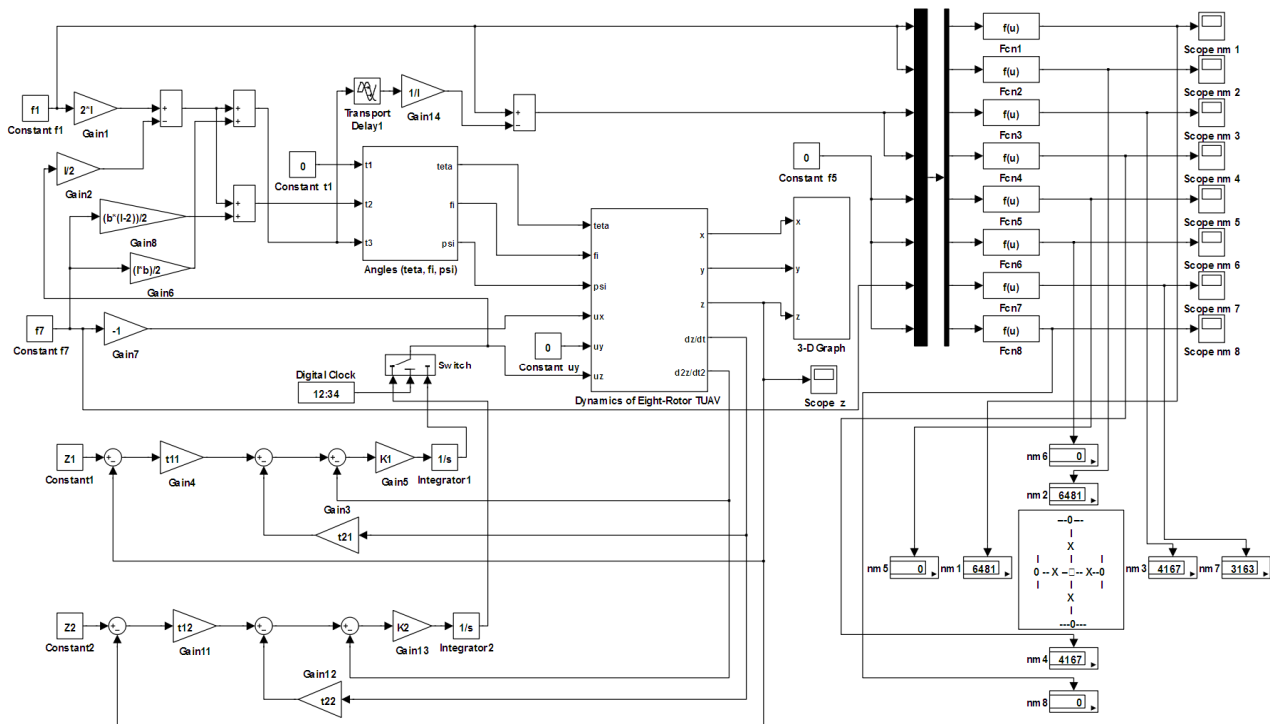 f1
Constant f1
2*l
Gain1
+
−
+
+
Transport
Delay1
1/l
Gain14
+
−
l/2
Gain2
(b*(l-2))/2
Gain8
(l*b)/2
Gain6
+
+
0
Constant t1
t1
t2
t3
teta
fi
psi
Angles (teta, fi, psi)
f7
Constant f7
-1
Gain7
0
Constant uy
Digital Clock
12:34
Switch
teta
fi
psi
ux
uy
uz
x
y
z
dz/dt
d2z/dt2
Dynamics of Eight-Rotor TUAV
x
y
z
3-D Graph
Scope z
0
Constant f5
f(u)
Fcn1
f(u)
Fcn2
f(u)
Fcn3
f(u)
Fcn4
f(u)
Fcn5
f(u)
Fcn6
f(u)
Fcn7
f(u)
Fcn8
Scope nm 1
Scope nm 2
Scope nm 3
Scope nm 4
Scope nm 5
Scope nm 6
Scope nm 7
Scope nm 8
Z1
Constant1
+
−
t11
Gain4
+
−
Gain3
t21
+
−
K1
Gain5
1/s
Integrator1
Z2
Constant2
+
−
t12
Gain11
+
−
Gain12
t22
+
−
K2
Gain13
1/s
Integrator2
nm 6
0
nm 2
6481
nm 5
0
nm 1
6481
nm 3
4167
nm 7
3163
---0---
|
X
| | |
0 -- X --□ -- X--0
| | |
X
|
---0---
nm 4
4167
nm 8
0